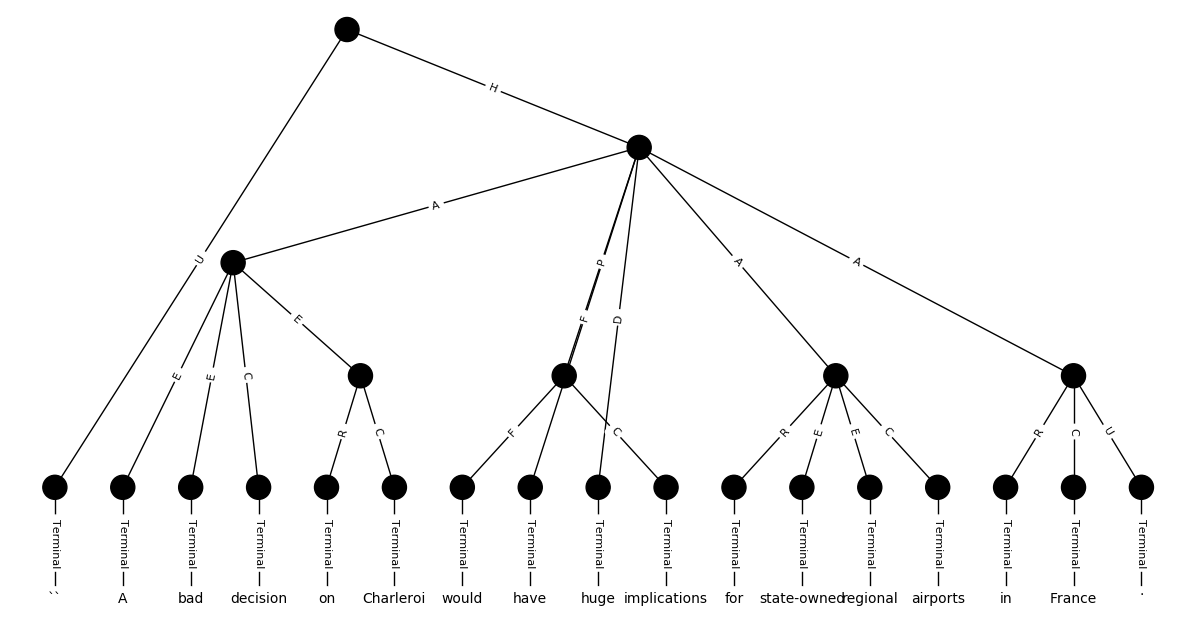 H
A
U
P
A
A
F
D
E
E
E
C
R
C
F
C
R
E
E
C
R
C
U
Terminal Terminal Terminal Terminal Terminal Terminal Terminal Terminal Terminal Terminal Terminal Terminal Terminal Terminal Terminal Terminal Terminal
`` A bad decision on Charleroi would have huge implications for state-owned regional airports in France .